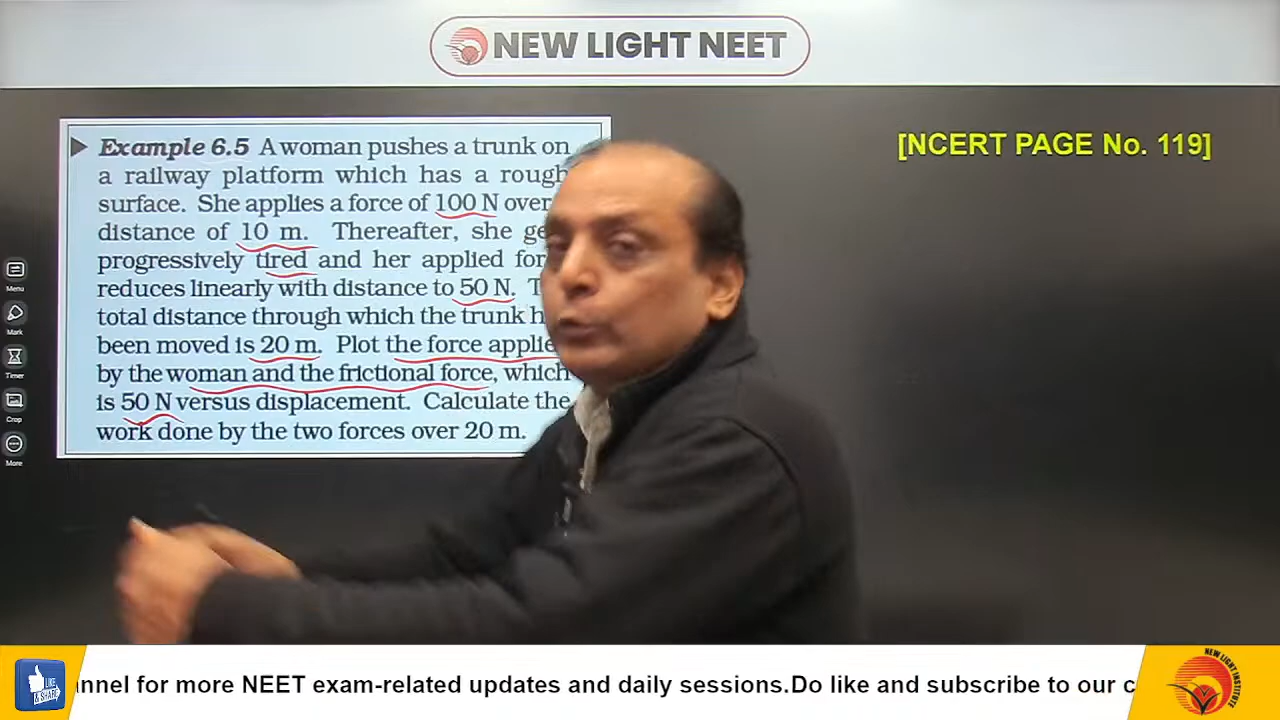 NEW LIGHT NEET
[NCERT PAGE No. 119]
Example 6.5 A woman pushes a trunk on
a railway platform which has a rough
surface. She applies a force of 100 N over
distance of 10 m. Thereafter, she
progressively tired and her applied
reduces linearly with distance to 50 N.
total distance through which the trunk
been moved is 20 m. Plot the force
by the woman and the frictional force, which
is 50 N versus displacement. Calculate the
work done by the two forces over 20 m.
Menu
Mark
Timer
Crop
More
LIKE
& SHARE
for more NEET exam-related updates and daily sessions.Do like and subscribe to our
NEW LIGHT INSTITUTE